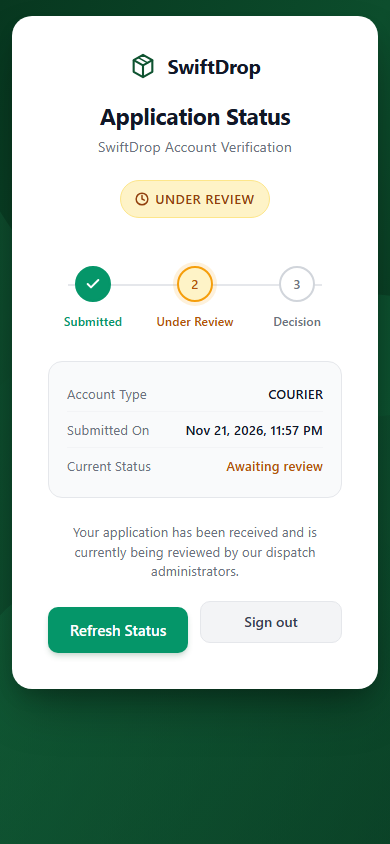 SwiftDrop
Application Status
SwiftDrop Account Verification
UNDER REVIEW
2
3
Submitted
Under Review
Decision
Account Type
COURIER
Submitted On
Nov 21, 2026, 11:57 PM
Current Status
Awaiting review
Your application has been received and is
currently being reviewed by our dispatch
administrators.
Refresh Status
Sign out